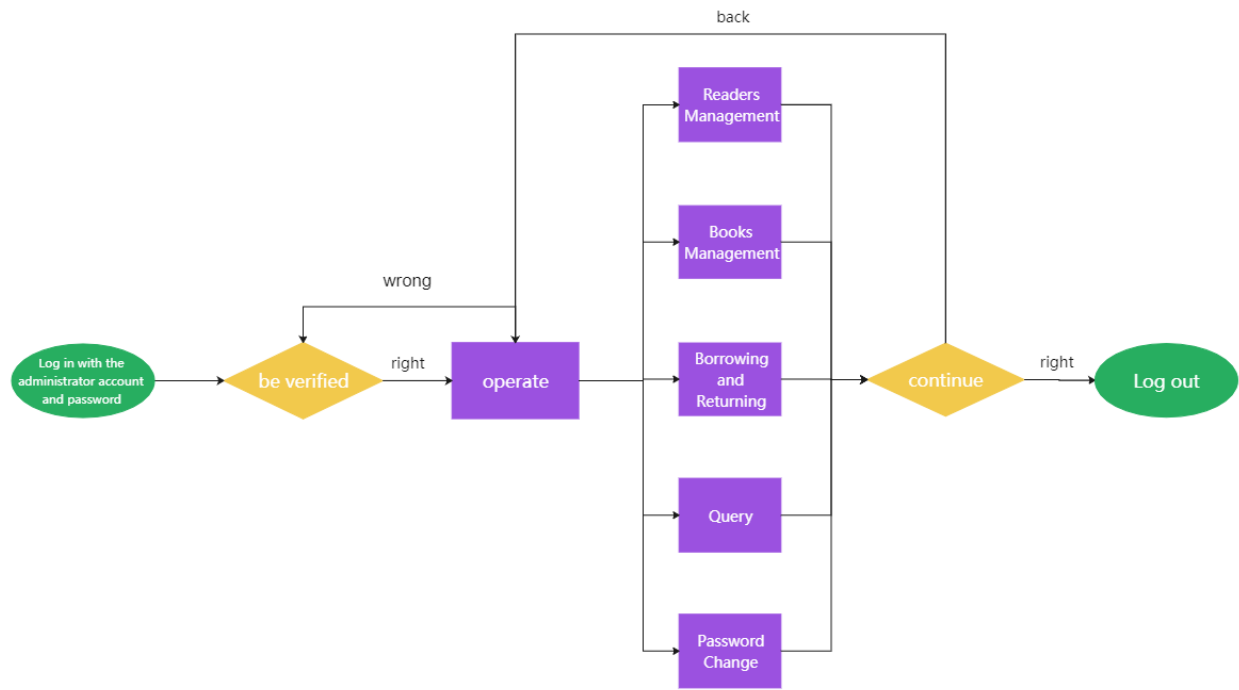 back
Readers
Management
Books
Management
wrong
Log in with the
administrator account
and password
be verified
right
operate
Borrowing
and
Returning
continue
right
Log out
Query
Password
Change